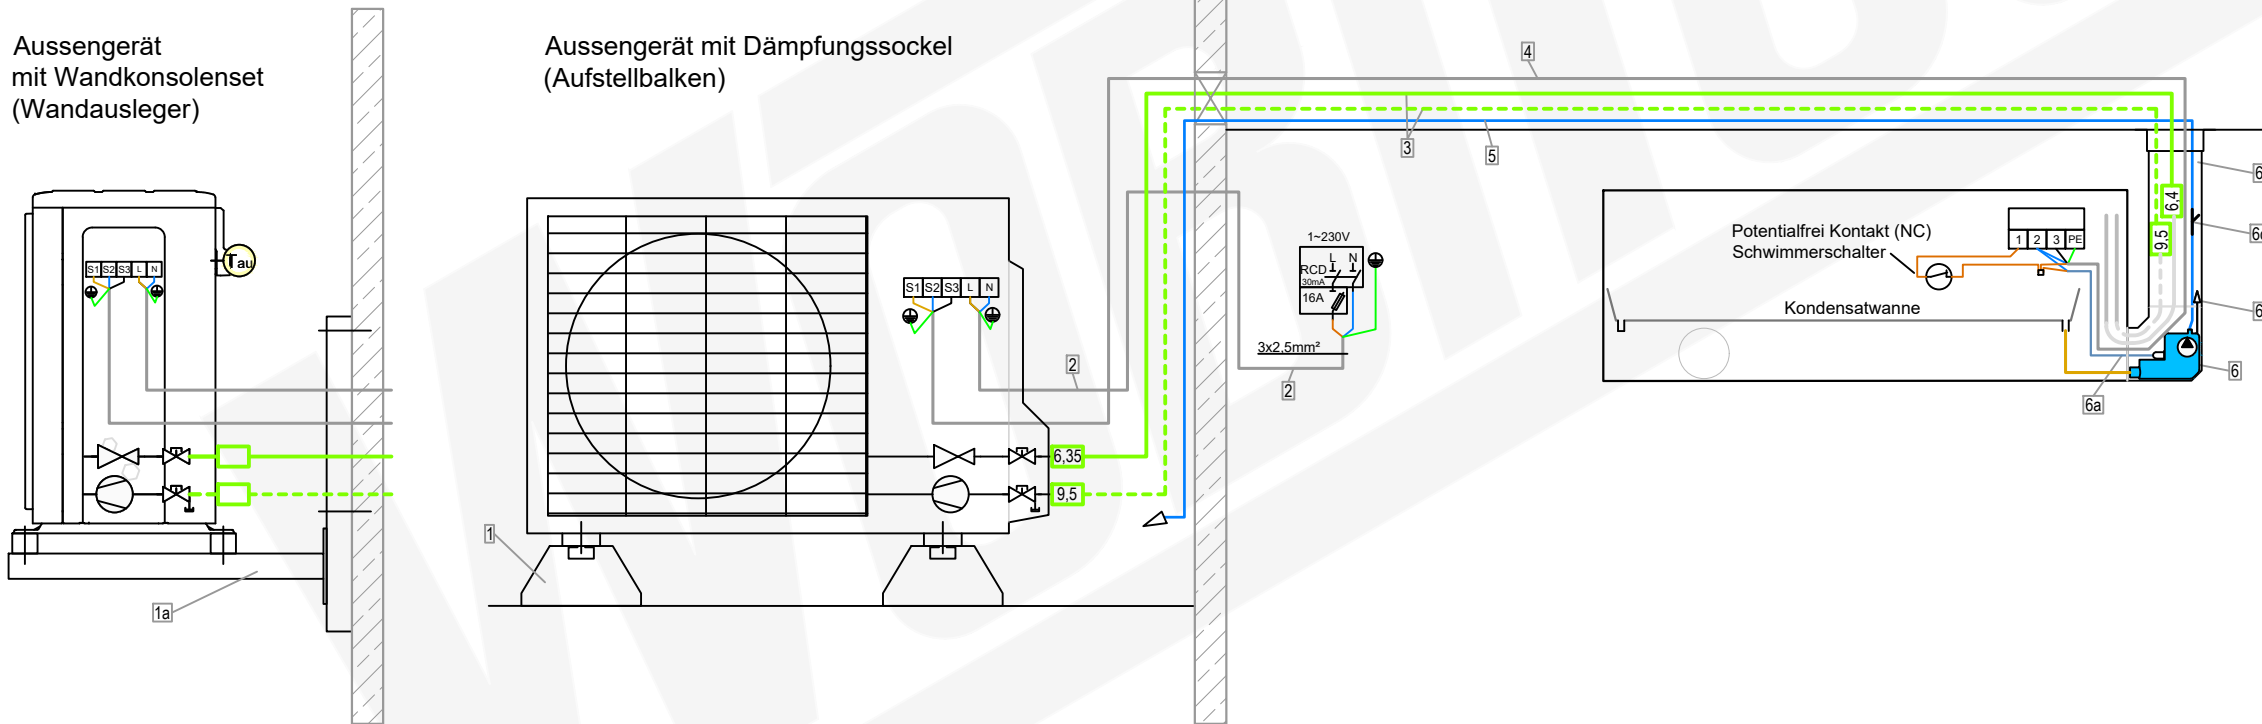 Aussengerät
mit Wandkonsolenset
(Wandausleger)
Aussengerät mit Dämpfungssockel
(Aufstellbalken)
4
3
5
6
6,4
9.5
Potentialfrei Kontakt (NC)
Schwimmerschalter
1 2 3 PE
Kondensatwanne
6
6
6a
1~230V
L N
RCD
30mA
16A
3x2,5mm²
2
2
Tau
S1 S2 S3 L N
S1 S2 S3 L N
6,35
9,5
1
1a